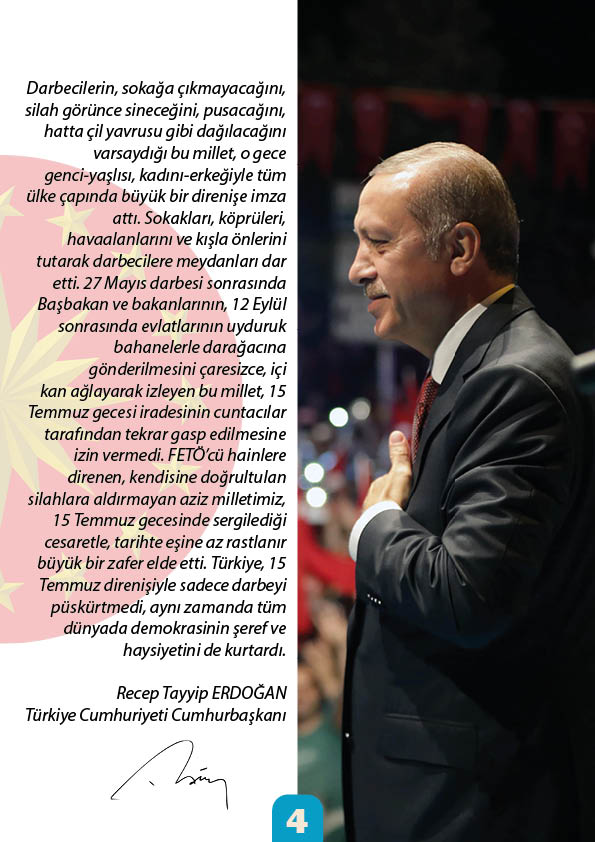 Darbecilerin, sokağa çıkmayacağını,
silah görünce sineceğini, pusacağını,
hatta çil yavrusu gibi dağılacağını
varsaydığı bu millet, o gece
genci-yaşlısı, kadını-erkeğiyle tüm
ülke çapında büyük bir direnişe imza
attı. Sokakları, köprüleri,
havaalanlarını ve kışla önlerini
tutarak darbecilere meydanları dar
etti. 27 Mayıs darbesi sonrasında
Başbakan ve bakanlarının, 12 Eylül
sonrasında evlatlarının uyduruk
bahanelerle darağacına
gönderilmesini çaresizce, içi
kan ağlayarak izleyen bu millet, 15
Temmuz gecesi iradesinin cuntacılar
tarafından tekrar gasp edilmesine
izin vermedi. FETÖ'cü hainlere
direnen, kendisine doğrultulan
silahlara aldırmayan aziz milletimiz,
15 Temmuz gecesinde sergilediği
cesaretle, tarihte eşine az rastlanır
büyük bir zafer elde etti. Türkiye, 15
Temmuz direnişiyle sadece darbeyi
püskürtmedi, aynı zamanda tüm
dünyada demokrasinin şeref ve
haysiyetini de kurtardı.
Recep Tayyip ERDOĞAN
Türkiye Cumhuriyeti Cumhurbaşkanı
4